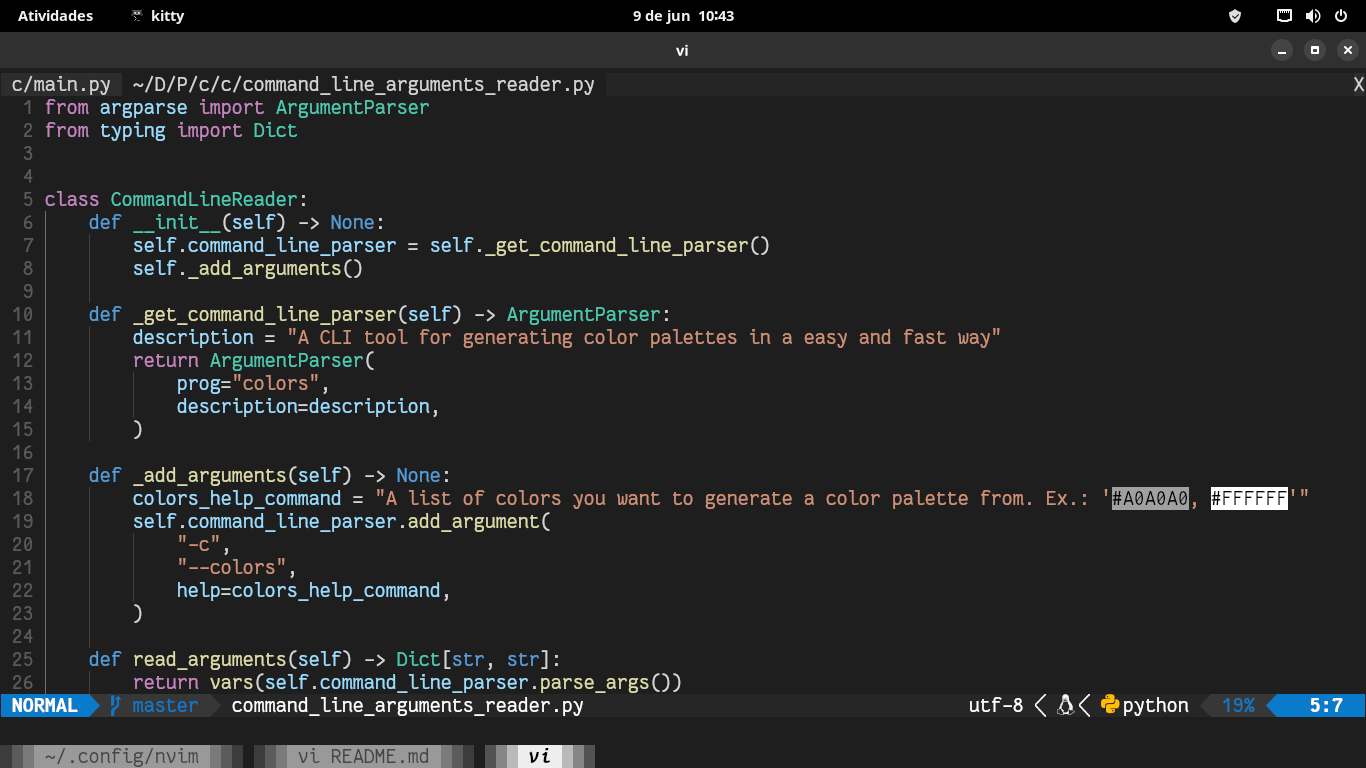 Atividades kitty 9 de jun 10:43
vi
c/main.py ~/D/P/c/c/command_line_arguments_reader.py X
1 from argparse import ArgumentParser
2 from typing import Dict
3
4
5 class CommandLineReader:
6     def __init__(self) -> None:
7         self.command_line_parser = self._get_command_line_parser()
8         self._add_arguments()
9
10     def _get_command_line_parser(self) -> ArgumentParser:
11         description = "A CLI tool for generating color palettes in a easy and fast way"
12         return ArgumentParser(
13             prog="colors",
14             description=description,
15         )
16
17     def _add_arguments(self) -> None:
18         colors_help_command = "A list of colors you want to generate a color palette from. Ex.: '#A0A0A0, #FFFFFF'"
19         self.command_line_parser.add_argument(
20             "-c",
21             "--colors",
22             help=colors_help_command,
23         )
24
25     def read_arguments(self) -> Dict[str, str]:
26         return vars(self.command_line_parser.parse_args())
NORMAL master command_line_arguments_reader.py utf-8 python 19% 5:7
~/.config/nvim vi README.md vi